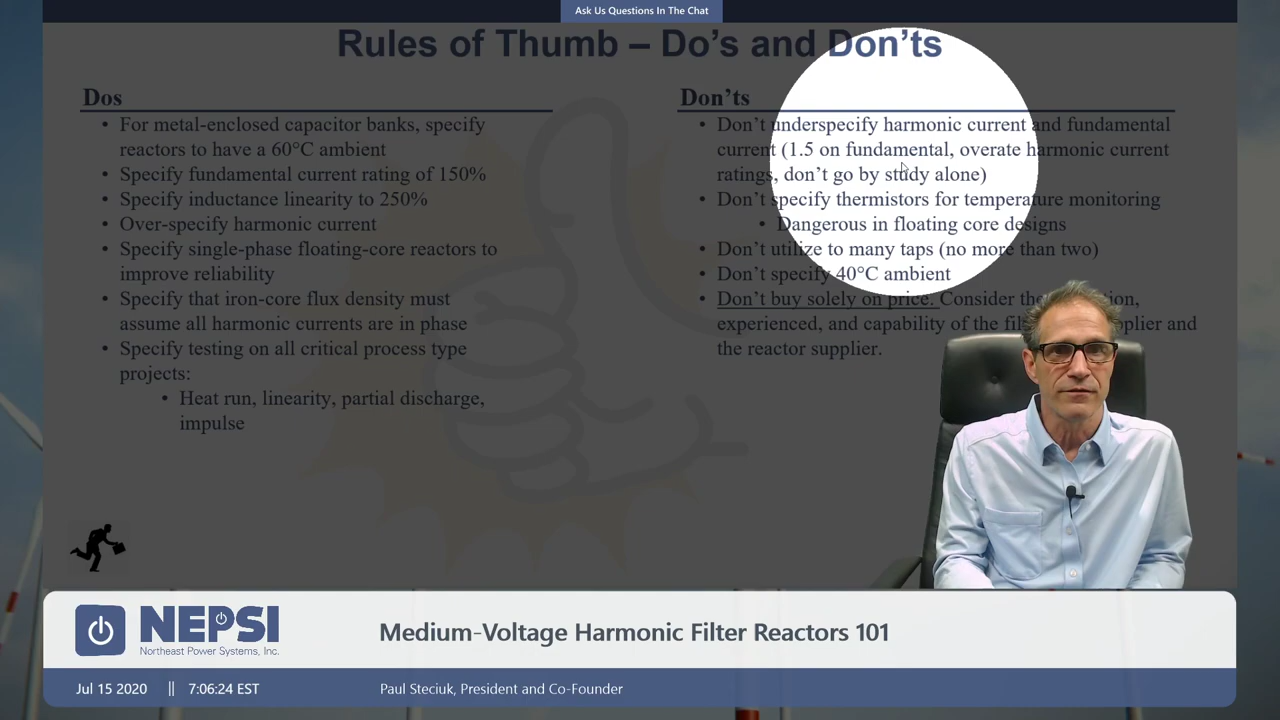 Ask Us Questions In The Chat
Rules of Thumb – Do's and Don'ts
Dos
• For metal-enclosed capacitor banks, specify
reactors to have a 60°C ambient
• Specify fundamental current rating of 150%
• Specify inductance linearity to 250%
• Over-specify harmonic current
• Specify single-phase floating-core reactors to
improve reliability
• Specify that iron-core flux density must
assume all harmonic currents are in phase
• Specify testing on all critical process type
projects:
• Heat run, linearity, partial discharge,
impulse
Don'ts
• Don't underspecify harmonic current and fundamental
current (1.5 on fundamental, overate harmonic current
ratings, don't go by study alone)
• Don't specify thermistors for temperature monitoring
• Dangerous in floating core designs
• Don't utilize to many taps (no more than two)
• Don't specify 40°C ambient
• Don't buy solely on price. Consider
experienced, and capability of the and
the reactor supplier.
NEPSI
Northeast Power Systems, Inc.
Medium-Voltage Harmonic Filter Reactors 101
Jul 15 2020 || 7:06:24 EST
Paul Steciuk, President and Co-Founder